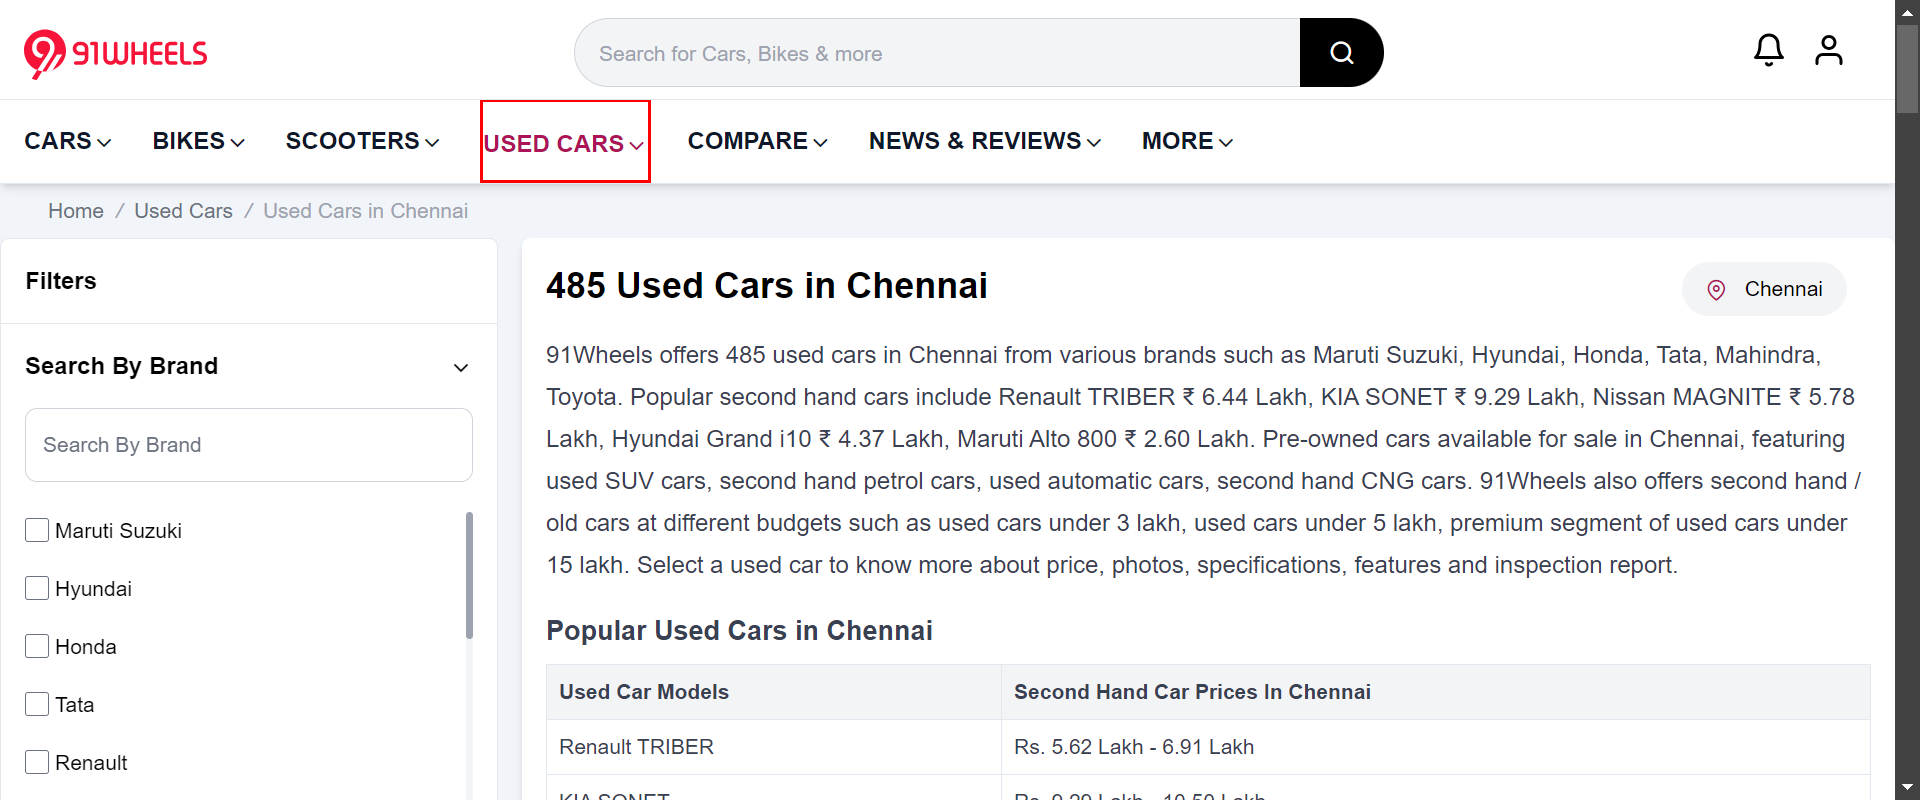 91WHEELS
Search for Cars, Bikes & more
CARS BIKES SCOOTERS USED CARS COMPARE NEWS & REVIEWS MORE
Home / Used Cars / Used Cars in Chennai
Filters
Search By Brand
Search By Brand
Maruti Suzuki
Hyundai
Honda
Tata
Renault
485 Used Cars in Chennai
Chennai
91Wheels offers 485 used cars in Chennai from various brands such as Maruti Suzuki, Hyundai, Honda, Tata, Mahindra,
Toyota. Popular second hand cars include Renault TRIBER ₹ 6.44 Lakh, KIA SONET ₹ 9.29 Lakh, Nissan MAGNITE ₹ 5.78
Lakh, Hyundai Grand i10 ₹ 4.37 Lakh, Maruti Alto 800 ₹ 2.60 Lakh. Pre-owned cars available for sale in Chennai, featuring
used SUV cars, second hand petrol cars, used automatic cars, second hand CNG cars. 91Wheels also offers second hand /
old cars at different budgets such as used cars under 3 lakh, used cars under 5 lakh, premium segment of used cars under
15 lakh. Select a used car to know more about price, photos, specifications, features and inspection report.
Popular Used Cars in Chennai
Used Car Models Second Hand Car Prices In Chennai
Renault TRIBER Rs. 5.62 Lakh - 6.91 Lakh
KIA SONET Rs. 9.29 Lakh - 10.50 Lakh